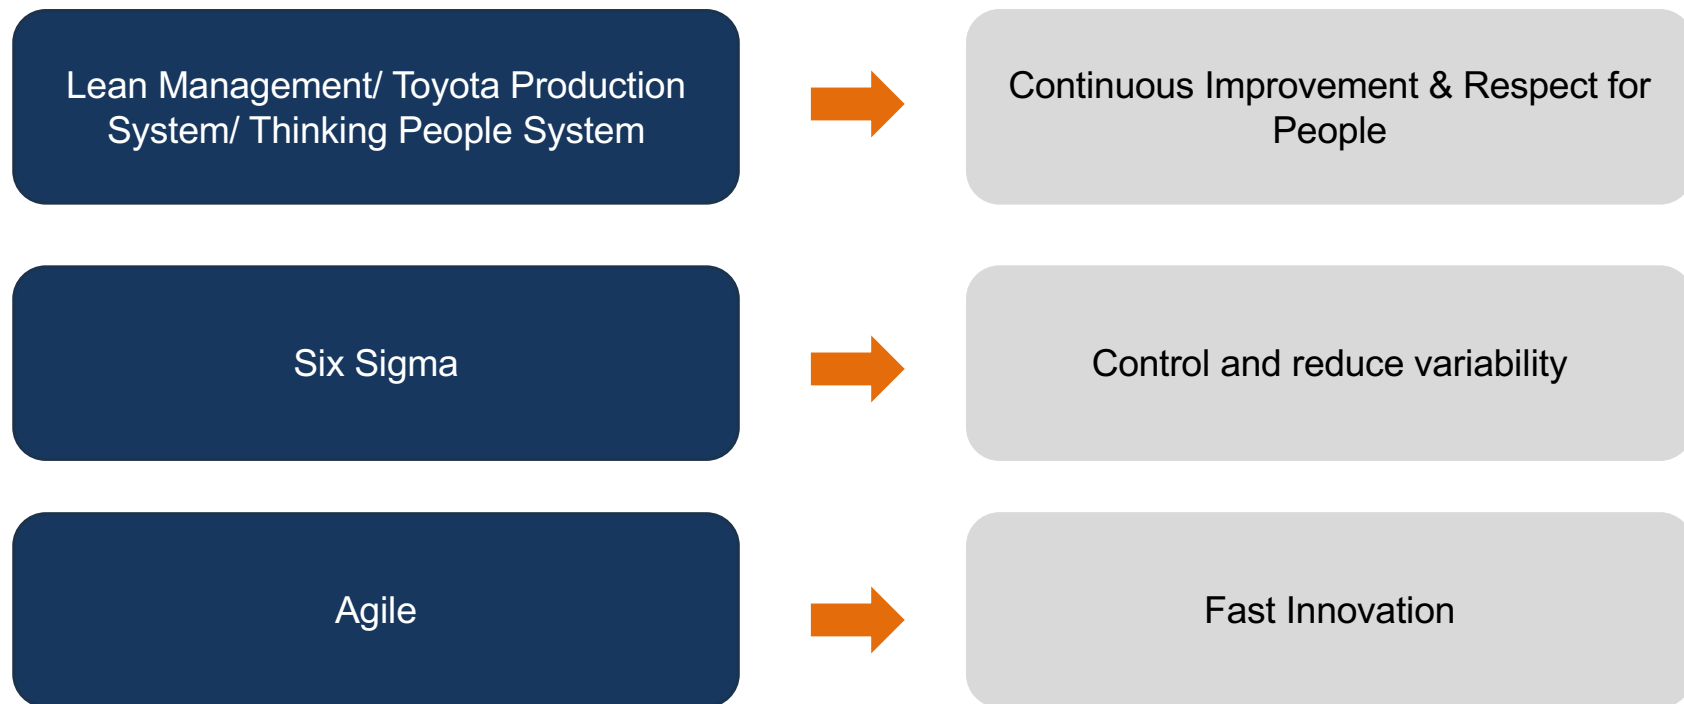 Lean Management/ Toyota Production
System/ Thinking People System
Continuous Improvement & Respect for
People
Six Sigma
Control and reduce variability
Agile
Fast Innovation